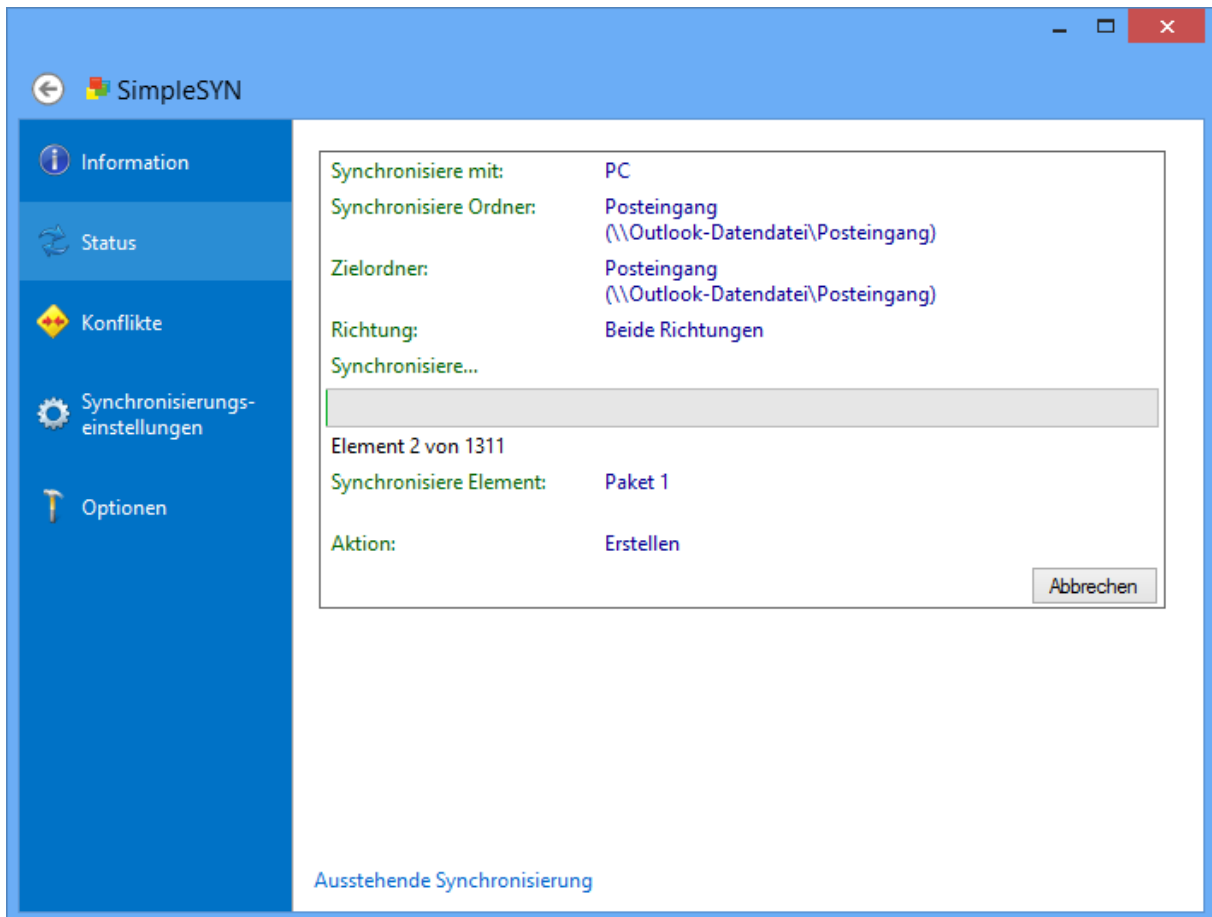 SimpleSYN
Information
Status
Konflikte
Synchronisierungs-
einstellungen
Optionen
Synchronisiere mit: PC
Synchronisiere Ordner: Posteingang
(\\Outlook-Datendatei\Posteingang)
Zielordner: Posteingang
(\\Outlook-Datendatei\Posteingang)
Richtung: Beide Richtungen
Synchronisiere...
Element 2 von 1311
Synchronisiere Element: Paket 1
Aktion: Erstellen
Abbrechen
Ausstehende Synchronisierung